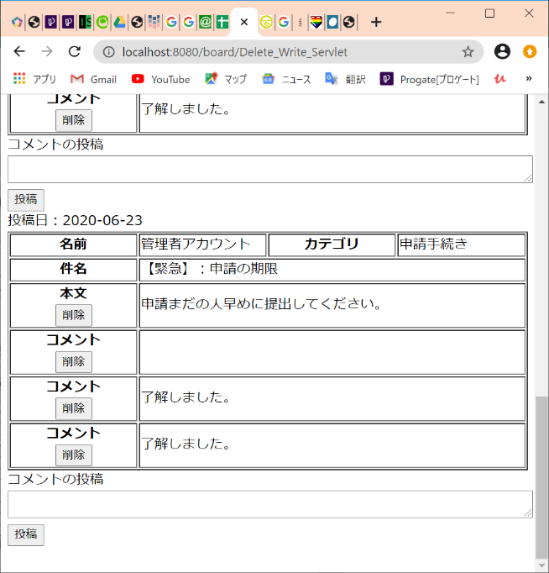 localhost:8080/board/Delete_Write_Servlet
アプリ Gmail YouTube マップ ニュース 翻訳 Progate[プロゲート] »
コメント
削除
了解しました。
コメントの投稿
投稿
投稿日：2020-06-23
名前 管理者アカウント カテゴリ 申請手続き
件名 【緊急】：申請の期限
本文
削除
申請まだの人早めに提出してください。
コメント
削除
コメント
削除
了解しました。
コメント
削除
了解しました。
コメントの投稿
投稿